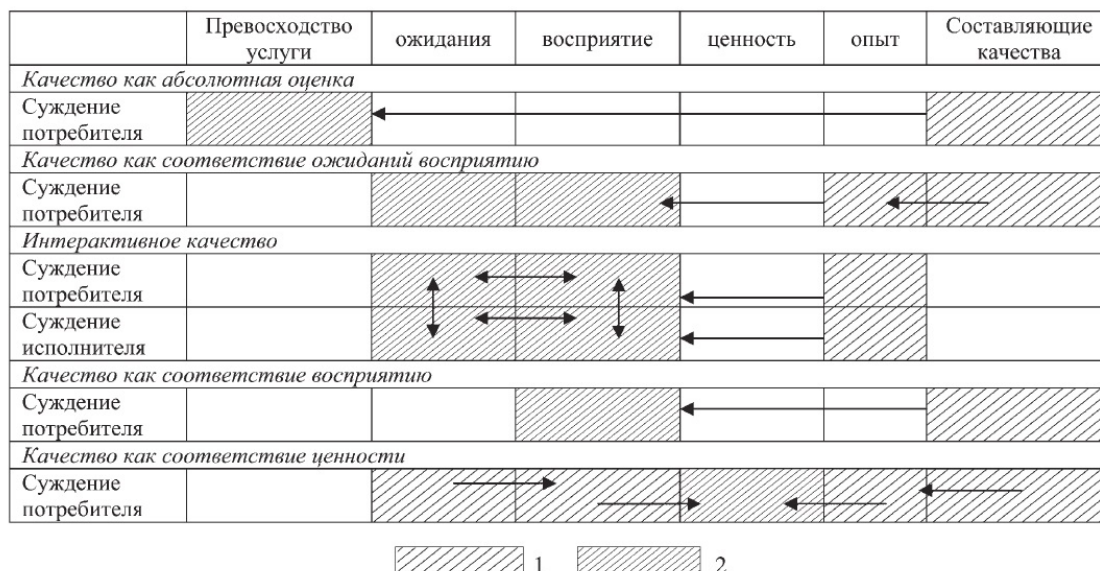 Превосходство услуги ожидания восприятие ценность опыт Составляющие качества
Качество как абсолютная оценка
Суждение
потребителя
Качество как соответствие ожиданий восприятию
Суждение
потребителя
Интерактивное качество
Суждение
потребителя
Суждение
исполнителя
Качество как соответствие восприятию
Суждение
потребителя
Качество как соответствие ценности
Суждение
потребителя
1 2